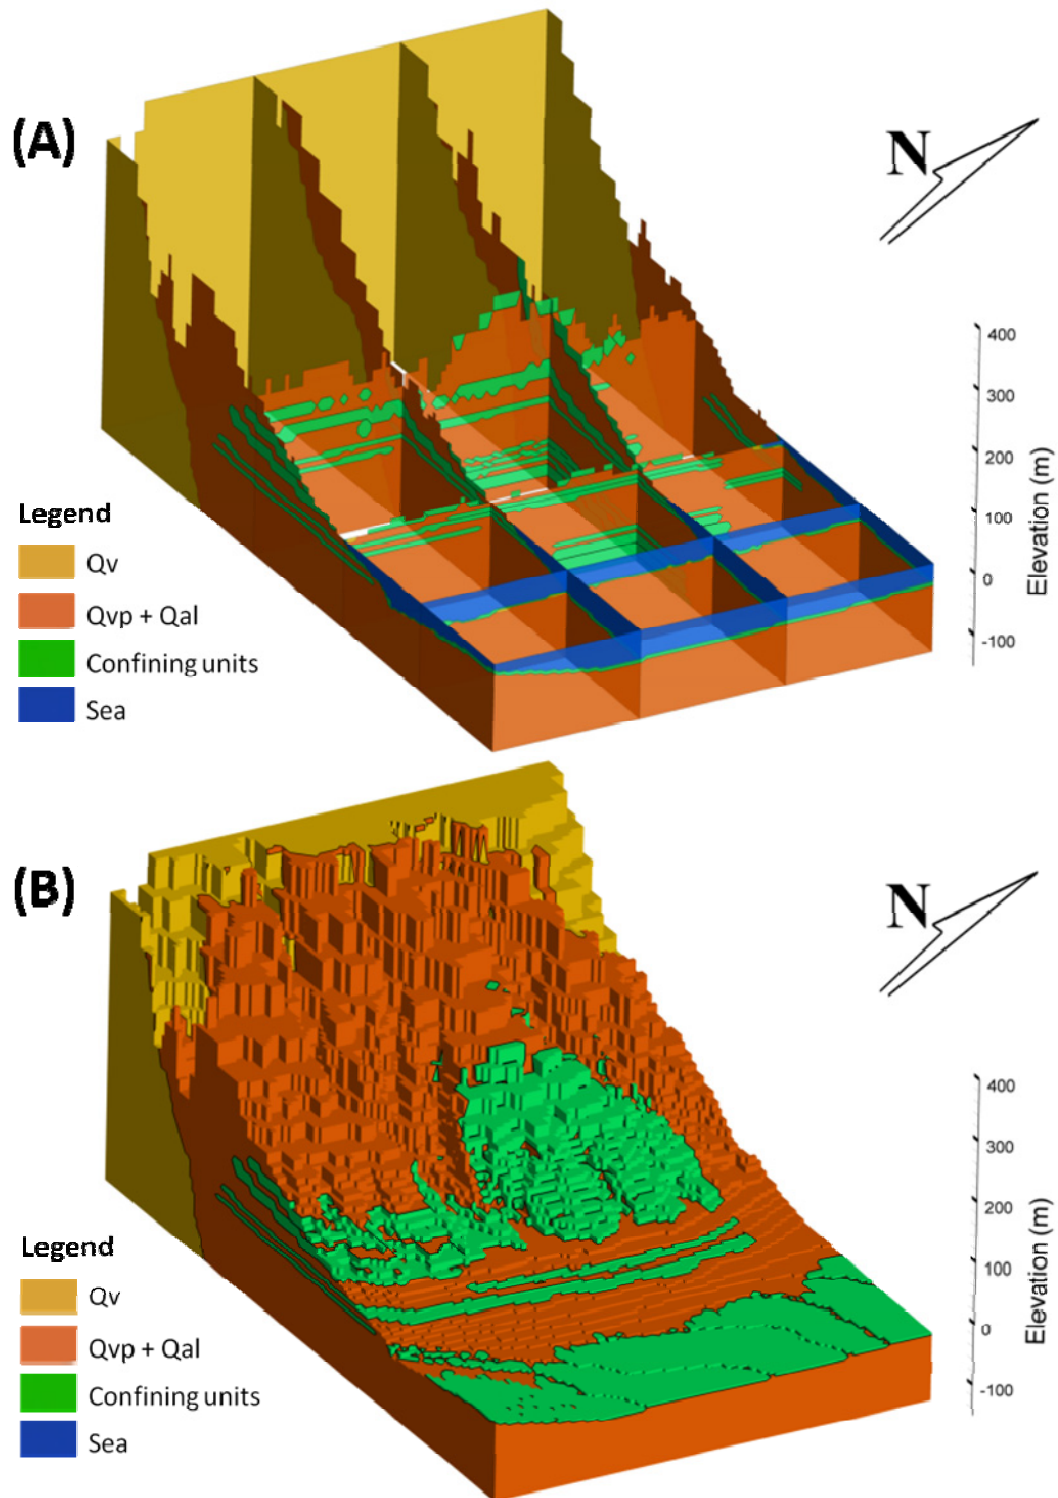 (A)
N
400
300
200
100
0
-100
Elevation (m)
Legend
Qv
Qvp + Qal
Confining units
Sea
(B)
N
400
300
200
100
0
-100
Elevation (m)
Legend
Qv
Qvp + Qal
Confining units
Sea